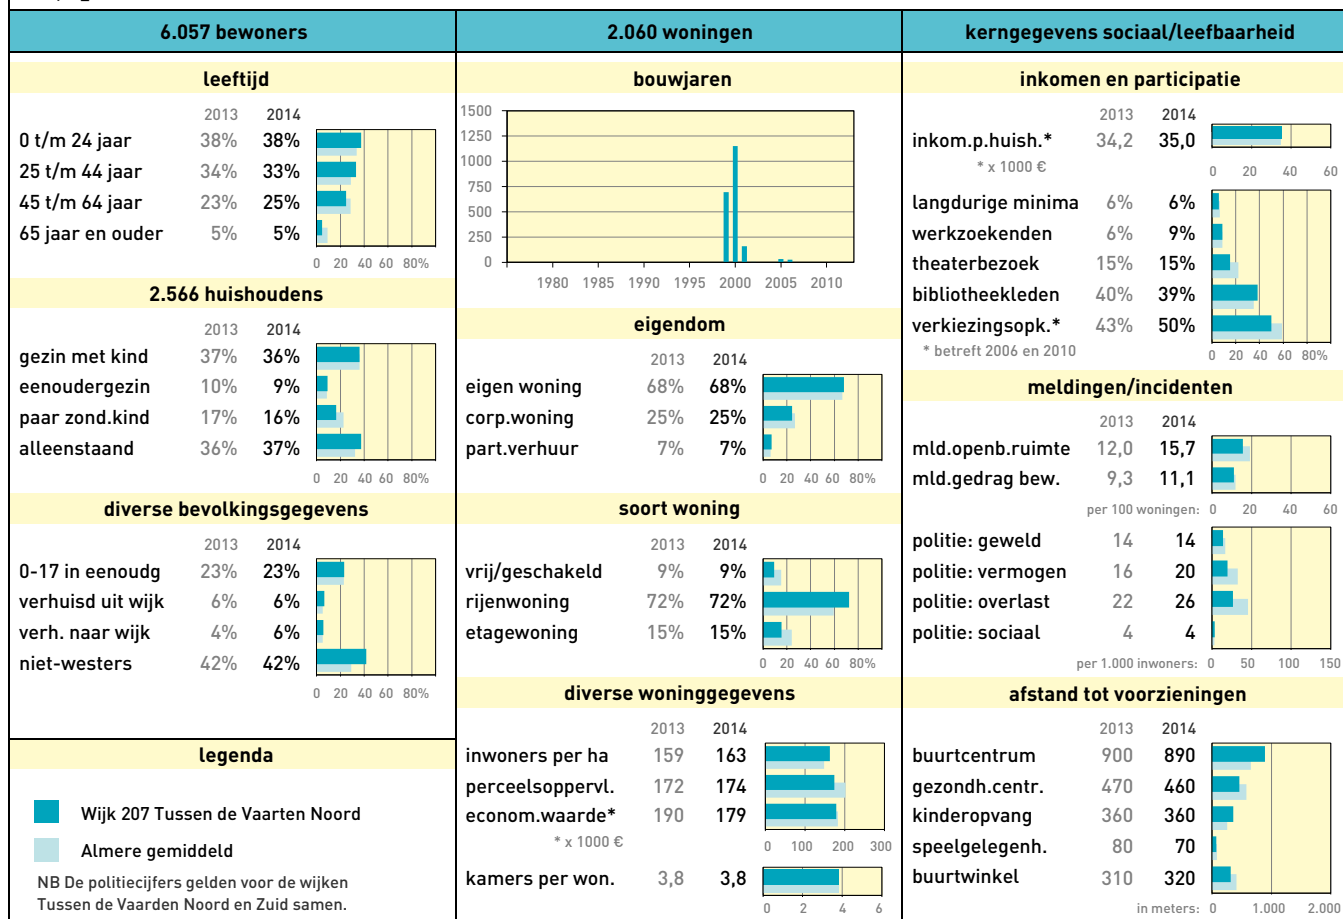 6.057 bewoners
leeftijd
2013 2014
0 t/m 24 jaar 38% 38%
25 t/m 44 jaar 34% 33%
45 t/m 64 jaar 23% 25%
65 jaar en ouder 5% 5%
0 20 40 60 80%
2.566 huishoudens
2013 2014
gezin met kind 37% 36%
eenoudergezin 10% 9%
paar zond.kind 17% 16%
alleenstaand 36% 37%
0 20 40 60 80%
diverse bevolkingsgegevens
2013 2014
0-17 in eenoudg 23% 23%
verhuisd uit wijk 6% 6%
verh. naar wijk 4% 6%
niet-westers 42% 42%
0 20 40 60 80%
legenda
Wijk 207 Tussen de Vaarten Noord
Almere gemiddeld
NB De politiecijfers gelden voor de wijken
Tussen de Vaarden Noord en Zuid samen.
2.060 woningen
bouwjaren
1500
1250
1000
750
500
250
0
1980 1985 1990 1995 2000 2005 2010
eigendom
2013 2014
eigen woning 68% 68%
corp.woning 25% 25%
part.verhuur 7% 7%
0 20 40 60 80%
soort woning
2013 2014
vrij/geschakeld 9% 9%
rijenwoning 72% 72%
etagewoning 15% 15%
0 20 40 60 80%
diverse woninggegevens
2013 2014
inwoners per ha 159 163
perceelsoppervl. 172 174
econom.waarde* 190 179
* x 1000 €
0 100 200 300
kamers per won. 3,8 3,8
0 2 4 6
kerngegevens sociaal/leefbaarheid
inkomen en participatie
2013 2014
inkom.p.huish.* 34,2 35,0
* x 1000 €
0 20 40 60
langdurige minima 6% 6%
werkzoekenden 6% 9%
theaterbezoek 15% 15%
bibliotheekleden 40% 39%
verkiezingsopk.* 43% 50%
* betreft 2006 en 2010
0 20 40 60 80%
meldingen/incidenten
2013 2014
mld.openb.ruimte 12,0 15,7
mld.gedrag bew. 9,3 11,1
per 100 woningen: 0 20 40 60
politie: geweld 14 14
politie: vermogen 16 20
politie: overlast 22 26
politie: sociaal 4 4
per 1.000 inwoners: 0 50 100 150
afstand tot voorzieningen
2013 2014
buurtcentrum 900 890
gezondh.centr. 470 460
kinderopvang 360 360
speelgelegenh. 80 70
buurtwinkel 310 320
in meters: 0 1.000 2.000